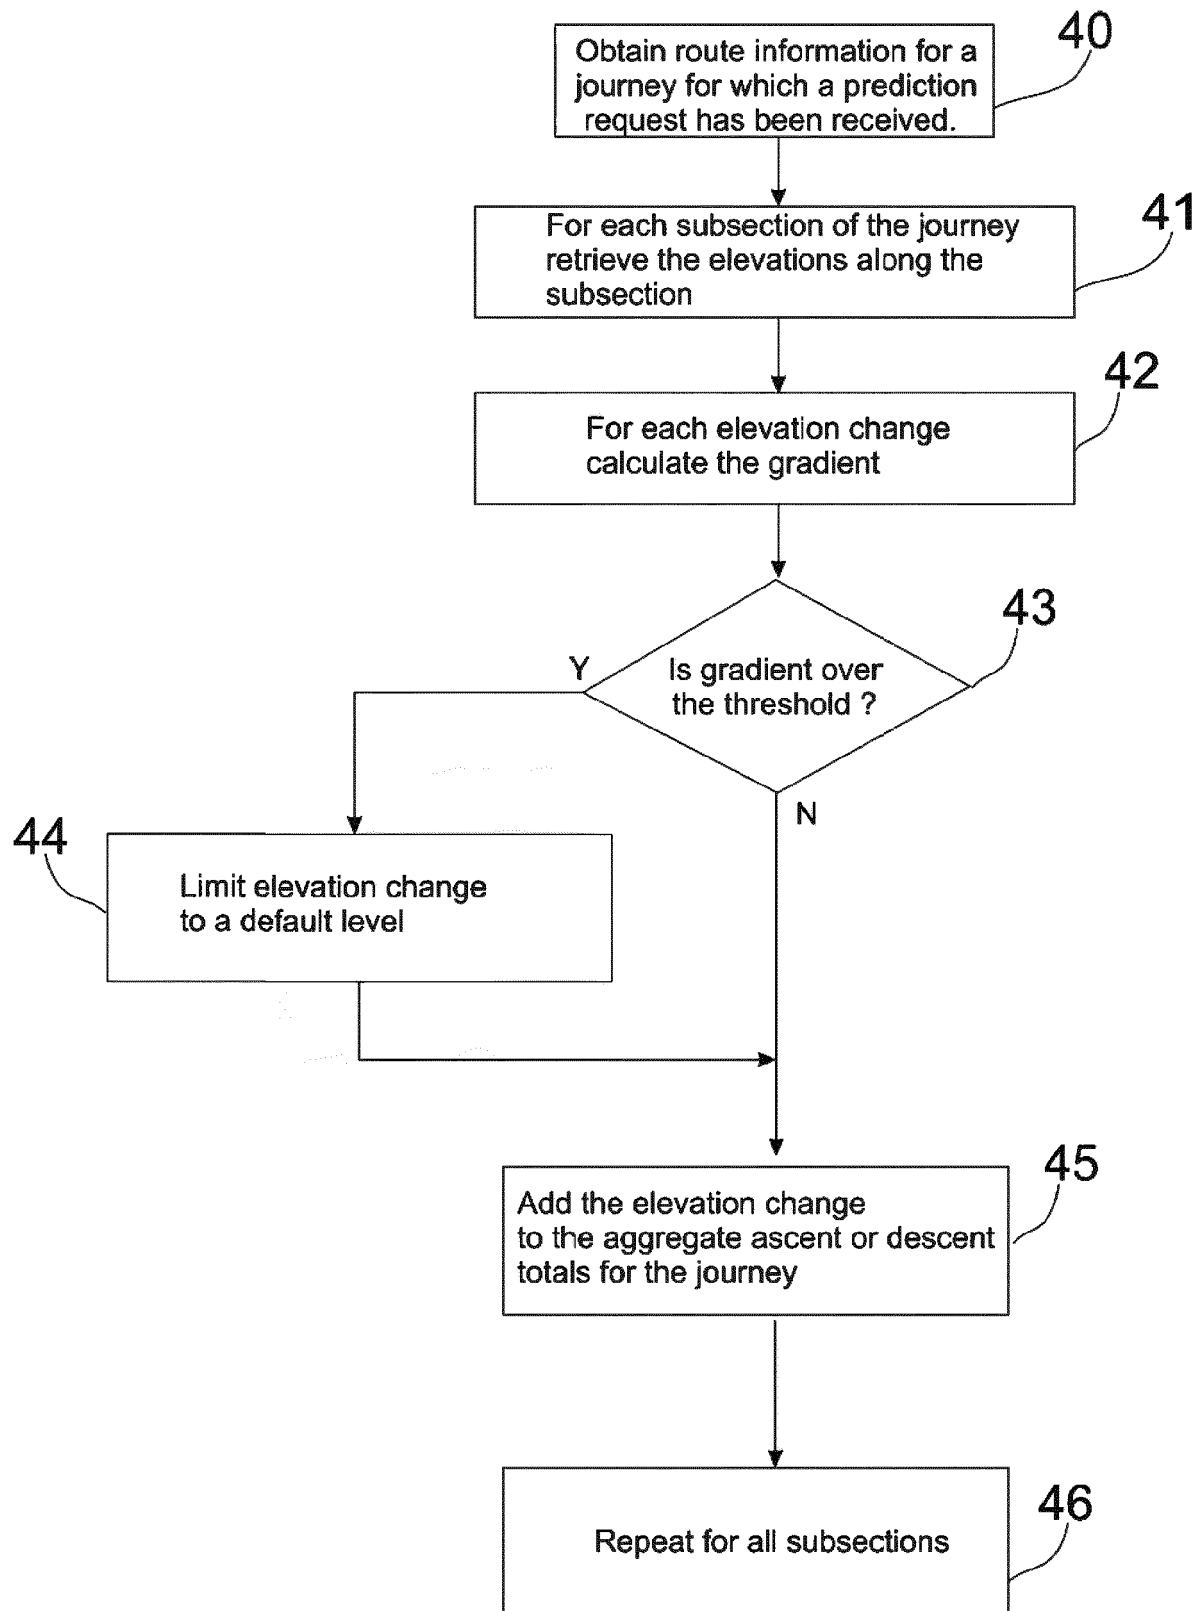 40
Obtain route information for a
journey for which a prediction
request has been received.
41
For each subsection of the journey
retrieve the elevations along the
subsection
42
For each elevation change
calculate the gradient
43
Is gradient over
the threshold ?
Y
N
44
Limit elevation change
to a default level
45
Add the elevation change
to the aggregate ascent or descent
totals for the journey
46
Repeat for all subsections